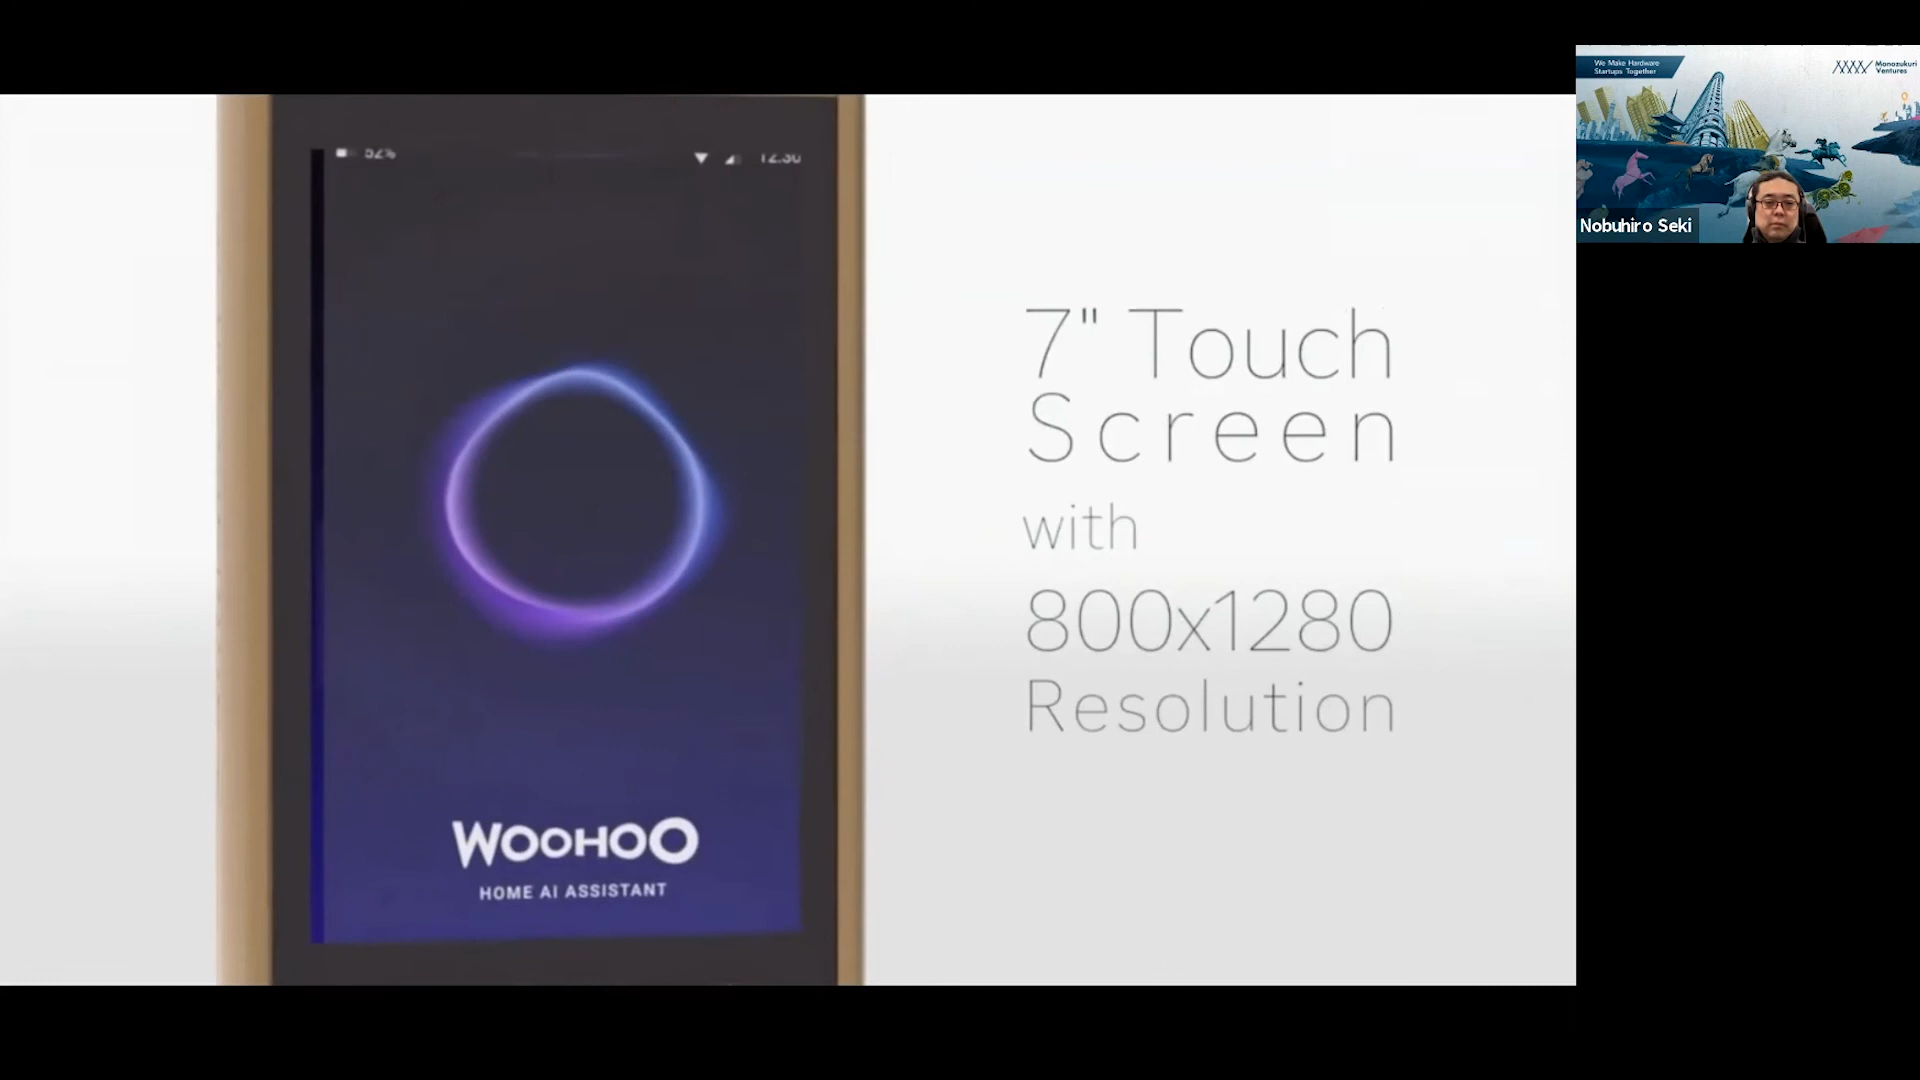 52%
12:30
WOOHOO
HOME AI ASSISTANT
7" Touch
Screen
with
800x1280
Resolution
We Make Hardware
Startups Together
Monozukuri
Ventures
Nobuhiro Seki